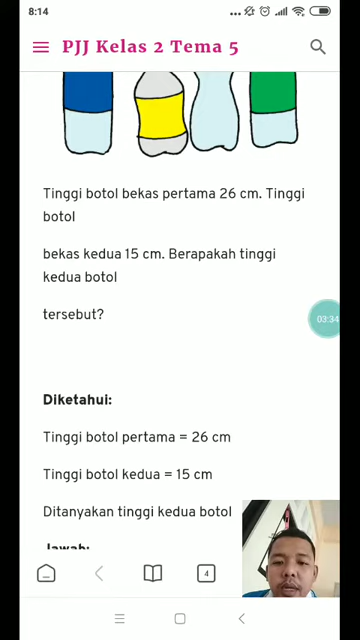 8:14
PJJ Kelas 2 Tema 5
Tinggi botol bekas pertama 26 cm. Tinggi
botol
bekas kedua 15 cm. Berapakah tinggi
kedua botol
tersebut?
03:34
Diketahui:
Tinggi botol pertama = 26 cm
Tinggi botol kedua = 15 cm
Ditanyakan tinggi kedua botol
Jawab:
4